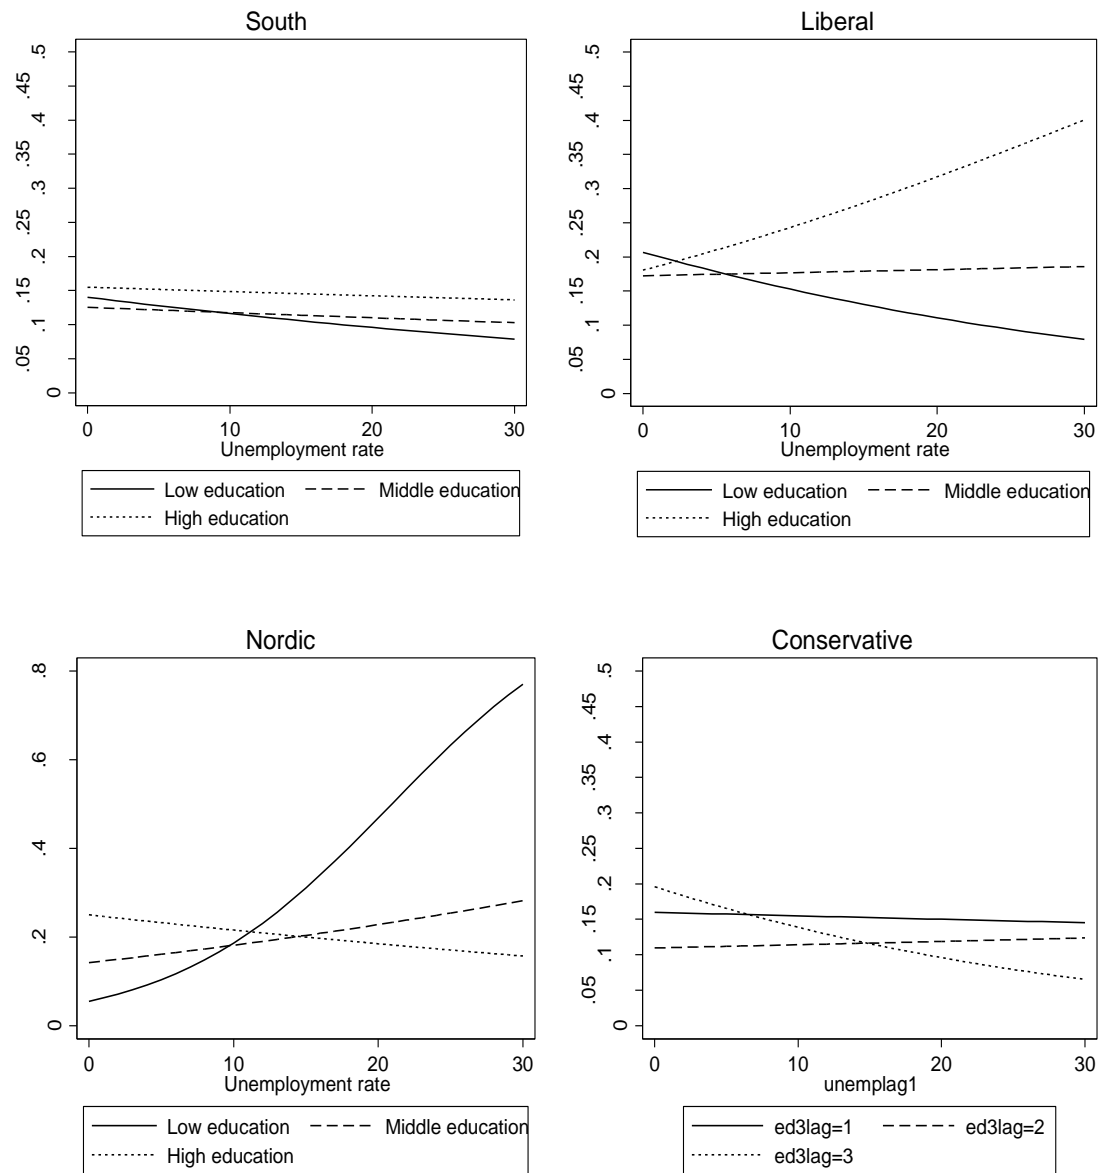 South
.5
.45
.4
.35
.3
.25
.2
.15
.1
.05
0
0 10 20 30
Unemployment rate
Low education Middle education
High education
Liberal
.5
.45
.4
.35
.3
.25
.2
.15
.1
.05
0
0 10 20 30
Unemployment rate
Low education Middle education
High education
Nordic
.8
.6
.4
.2
0
0 10 20 30
Unemployment rate
Low education Middle education
High education
Conservative
.5
.45
.4
.35
.3
.25
.2
.15
.1
.05
0
0 10 20 30
unemplag1
ed3lag=1 ed3lag=2
ed3lag=3